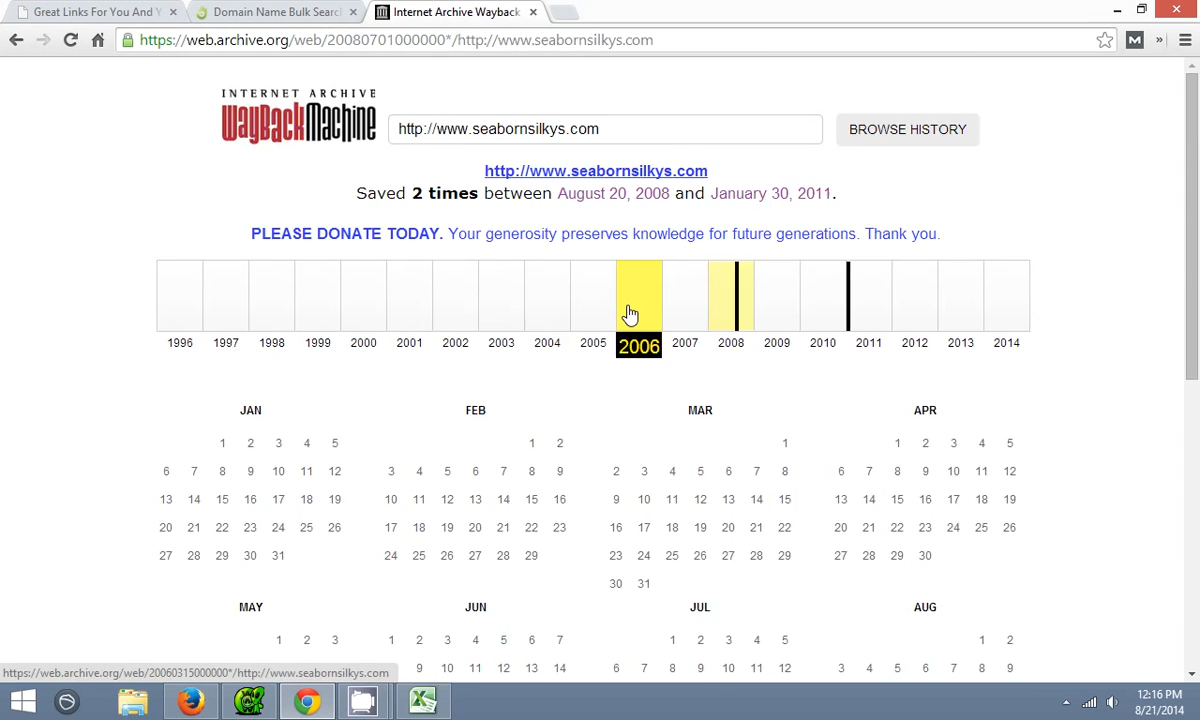 Great Links For You And Y
Domain Name Bulk Search
Internet Archive Wayback
https://web.archive.org/web/20080701000000*/http://www.seabornsilkys.com
M
»
INTERNET ARCHIVE
WayBackMachine
http://www.seabornsilkys.com
BROWSE HISTORY
http://www.seabornsilkys.com
Saved 2 times between August 20, 2008 and January 30, 2011.
PLEASE DONATE TODAY. Your generosity preserves knowledge for future generations. Thank you.
1996 1997 1998 1999 2000 2001 2002 2003 2004 2005 2006 2007 2008 2009 2010 2011 2012 2013 2014
JAN FEB MAR APR
1 2 3 4 5 1 2 1 1 2 3 4 5
6 7 8 9 10 11 12 3 4 5 6 7 8 9 2 3 4 5 6 7 8 6 7 8 9 10 11 12
13 14 15 16 17 18 19 10 11 12 13 14 15 16 9 10 11 12 13 14 15 13 14 15 16 17 18 19
20 21 22 23 24 25 26 17 18 19 20 21 22 23 16 17 18 19 20 21 22 20 21 22 23 24 25 26
27 28 29 30 31 24 25 26 27 28 29 23 24 25 26 27 28 29 27 28 29 30
30 31
MAY JUN JUL AUG
1 2 3 1 2 3 4 5 6 7 1 2 3 4 5 1 2
9 10 11 12 13 14 6 7 8 9 10 11 12 3 4 5 6 7 8 9
https://web.archive.org/web/20060315000000*/http://www.seabornsilkys.com
12:16 PM
8/21/2014